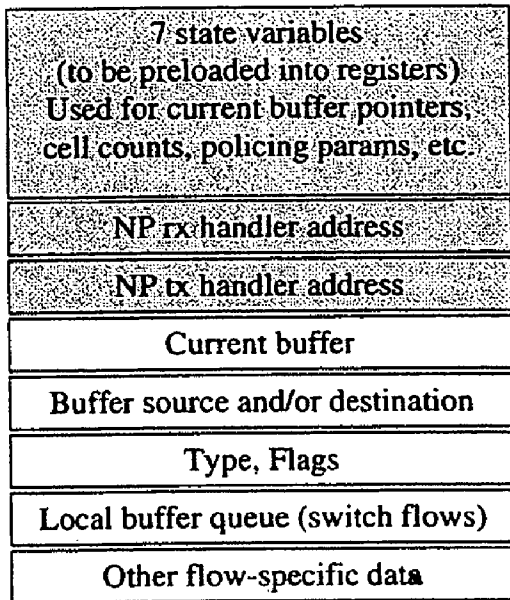 7 state variables
(to be preloaded into registers)
Used for current buffer pointers,
cell counts, policing params, etc.
NP rx handler address
NP tx handler address
Current buffer
Buffer source and/or destination
Type, Flags
Local buffer queue (switch flows)
Other flow-specific data